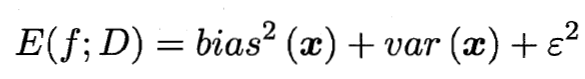 E(f; D) = bias² (x) + var (x) + ε²